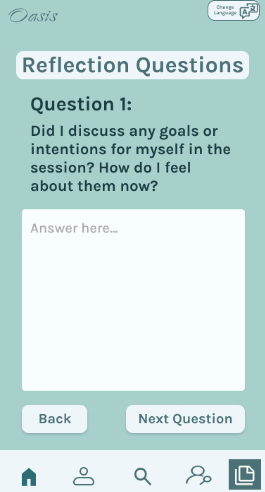 Oasis
Change
Language
Reflection Questions
Question 1:
Did I discuss any goals or
intentions for myself in the
session? How do I feel
about them now?
Answer here...
Back
Next Question